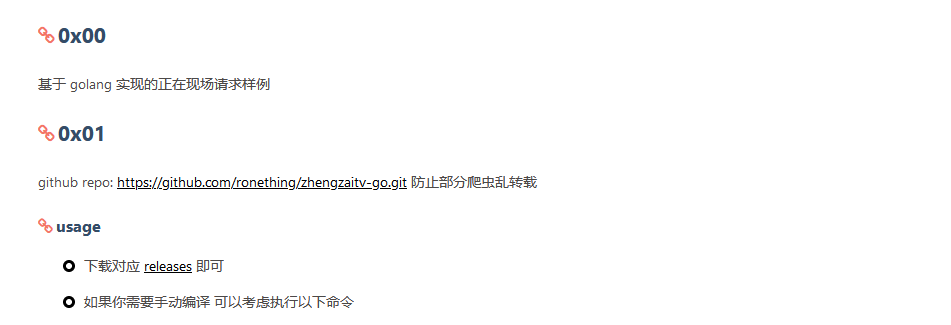 0x00
基于 golang 实现的正在现场请求样例
0x01
github repo: https://github.com/ronething/zhengzaitv-go.git 防止部分爬虫乱转载
usage
下载对应 releases 即可
如果你需要手动编译 可以考虑执行以下命令